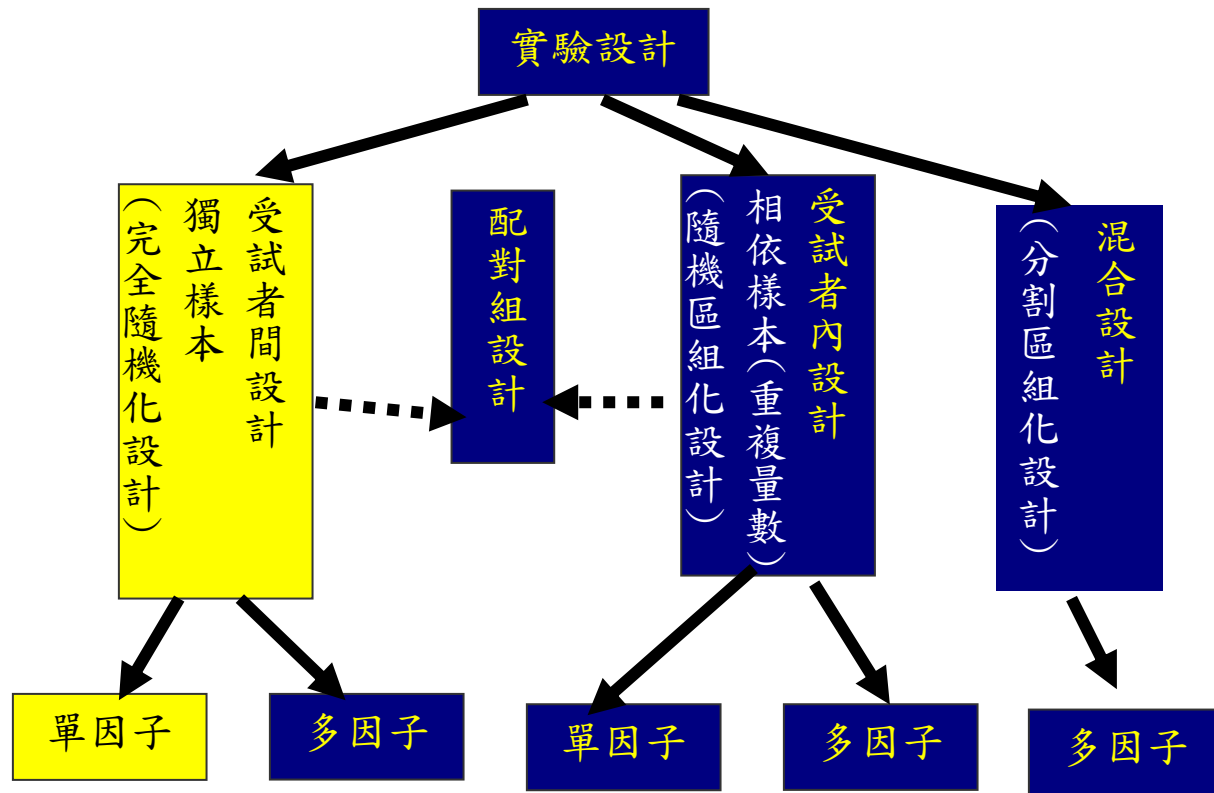 實驗設計
受試者間設計
獨立樣本
（完全隨機化設計）
配對組設計
受試者內設計
相依樣本（重複量數）
（隨機區組化設計）
混合設計
（分割區組化設計）
單因子
多因子
單因子
多因子
多因子